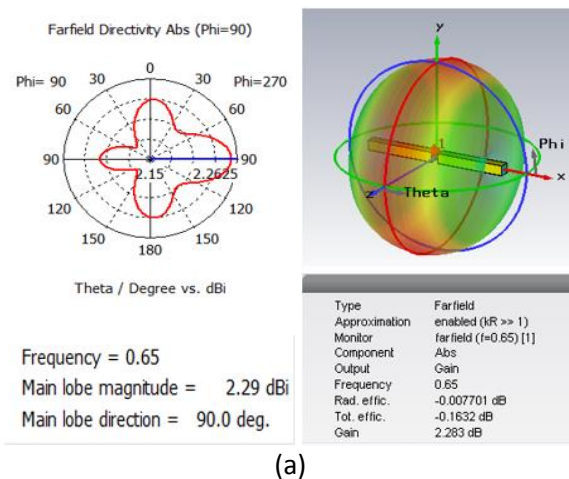 Farfield Directivity Abs (Phi=90)
Phi= 90 30 0 30 Phi=270
60 60
90 2.15 2.2625 90
120 120
150 180 150
Theta / Degree vs. dBi
Frequency = 0.65
Main lobe magnitude = 2.29 dBi
Main lobe direction = 90.0 deg.
y
1
Phi
x
z
Theta
Type Farfield
Approximation enabled (kR >> 1)
Monitor farfield (f=0.65) [1]
Component Abs
Output Gain
Frequency 0.65
Rad. effic. -0.007701 dB
Tot. effic. -0.1632 dB
Gain 2.283 dB
(a)